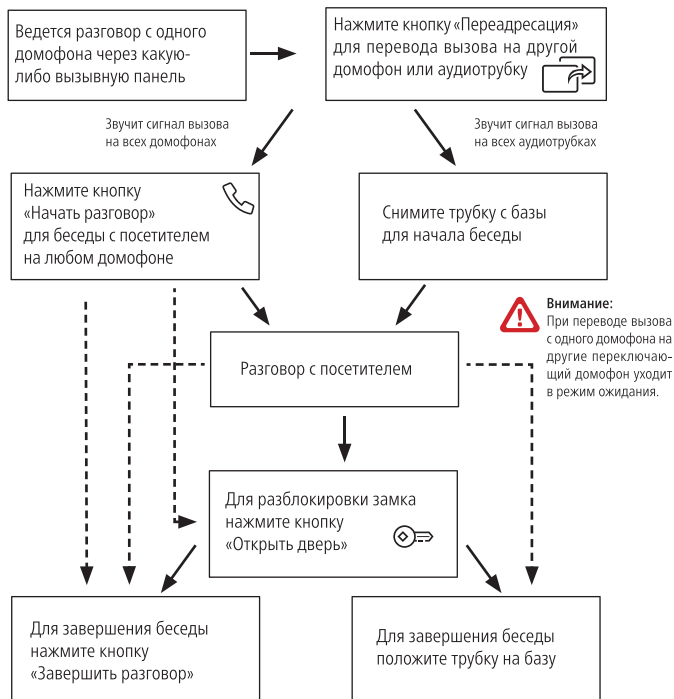 Ведется разговор с одного
домофона через какую-
либо вызывную панель
Нажмите кнопку «Переадресация»
для перевода вызова на другой
домофон или аудиотрубку
Звучит сигнал вызова
на всех домофонах
Звучит сигнал вызова
на всех аудиотрубках
Нажмите кнопку
«Начать разговор»
для беседы с посетителем
на любом домофоне
Снимите трубку с базы
для начала беседы
Внимание:
При переводе вызова
с одного домофона на
другие переключаю-
щий домофон уходит
в режим ожидания.
Разговор с посетителем
Для разблокировки замка
нажмите кнопку
«Открыть дверь»
Для завершения беседы
нажмите кнопку
«Завершить разговор»
Для завершения беседы
положите трубку на базу